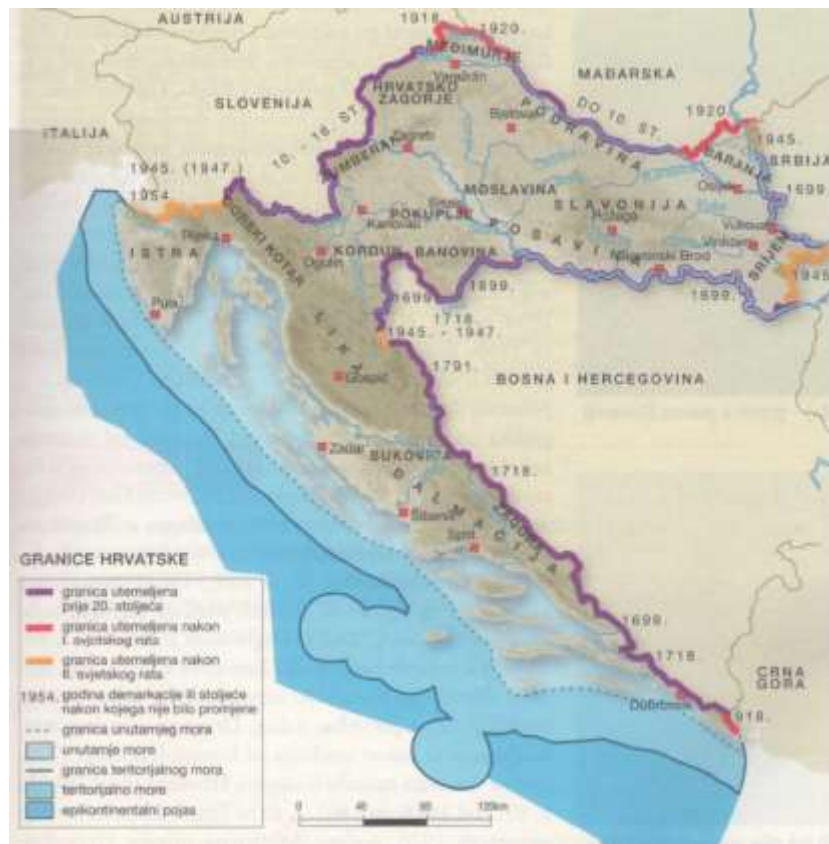 AUSTRIJA
1918.
1920.
MEĐIMURJE
Varaždin
MAĐARSKA
SLOVENIJA
HRVATSKO
ZAGORJE
10. - 16. ST.
DO 10. ST.
PODRAVINA
Bjelovar
1920.
1945.
ITALIJA
ŽUMBERAK
Zagreb
BARANJA
SRBIJA
1945. (1947.)
1954.
MOSLAVINA
Osijek
1699.
SLAVONIJA
POKUPLJE
Sisak
Karlovac
Požega
Vukovar
Vinkovci
GORSKI KOTAR
Rijeka
ISTRA
Ogulin
KORDUN
BANOVINA
POSAVINA
Slavonski Brod
SRIJEM
1945.
Pula
1699.
1699.
1699.
1718.
1945. - 1947.
LIKA
1791.
Gospić
BOSNA I HERCEGOVINA
Zadar
BUKOVICA
1718.
DALMACIJA
ZAGORA
Šibenik
Split
1699.
1718.
CRNA
GORA
Dubrovnik
918.
GRANICE HRVATSKE
granica utemeljena
prije 20. stoljeća
granica utemeljena nakon
I. svjetskog rata
granica utemeljena nakon
II. svjetskog rata
1954. godina demarkacije ili stoljeće
nakon kojega nije bilo promjene
granica unutarnjeg mora
unutarnje more
granica teritorijalnog mora
teritorijalno more
epikontinentalni pojas
0 40 80 120km